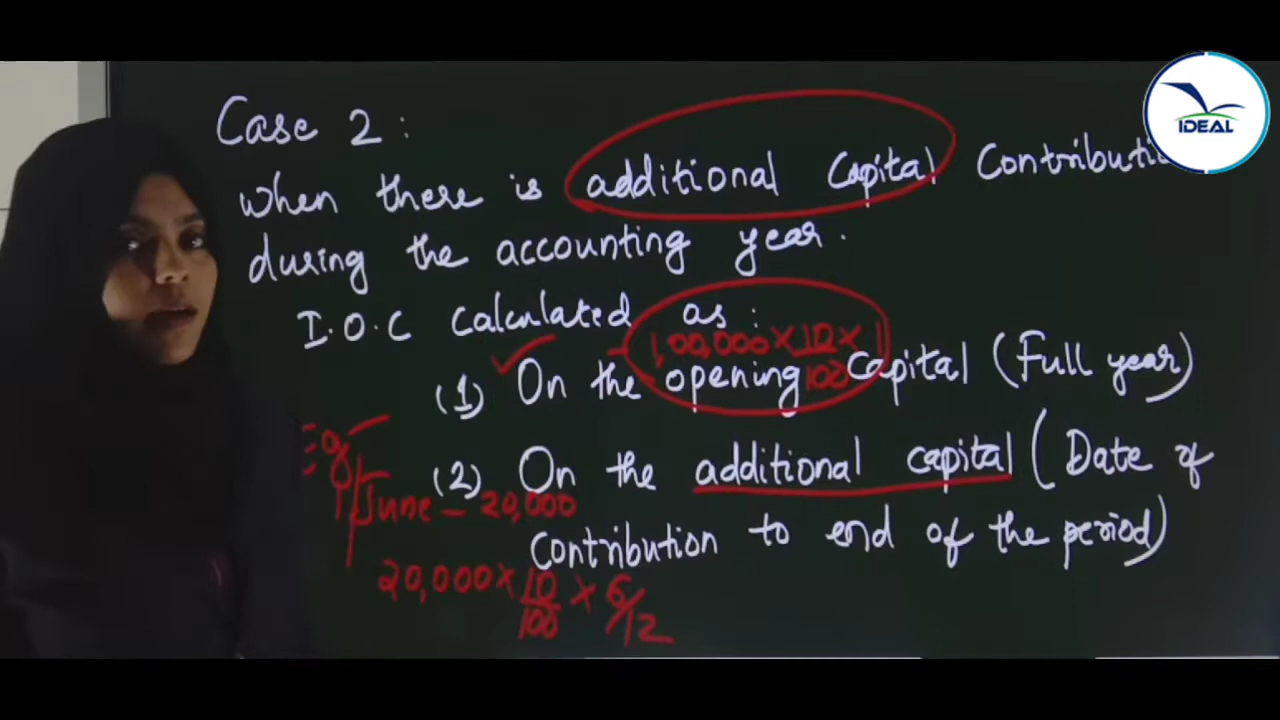 Case 2 :
IDEAL
When there is additional Capital Contributi
during the accounting year.
I.O.C Calculated as :
1,00,000 × 10/100 × 1
(1) On the opening Capital (Full year)
Eg
(2) On the additional capital (Date of
June – 20,000
Contribution to end of the period)
20,000 × 10/100 × 6/12